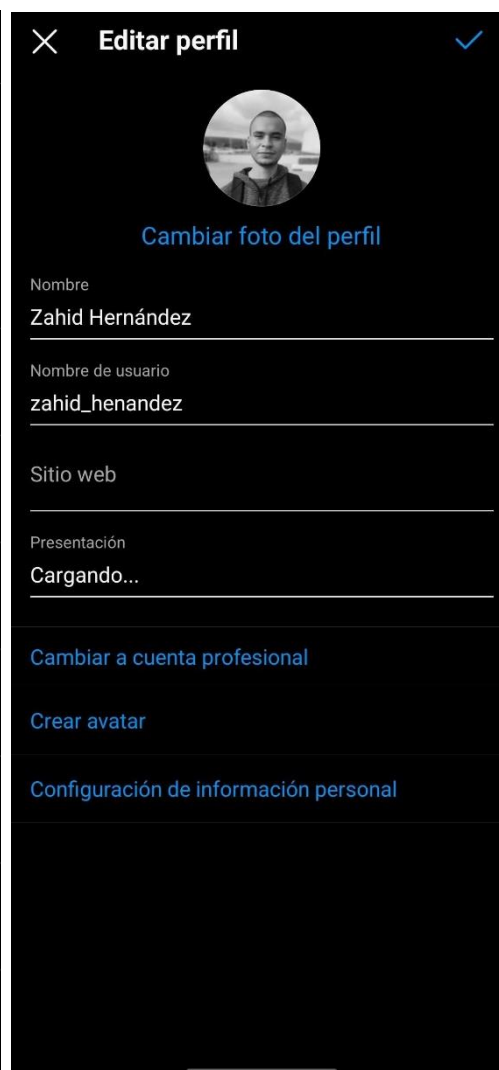 Editar perfil
Cambiar foto del perfil
Nombre
Zahid Hernández
Nombre de usuario
zahid_henandez
Sitio web
Presentación
Cargando...
Cambiar a cuenta profesional
Crear avatar
Configuración de información personal